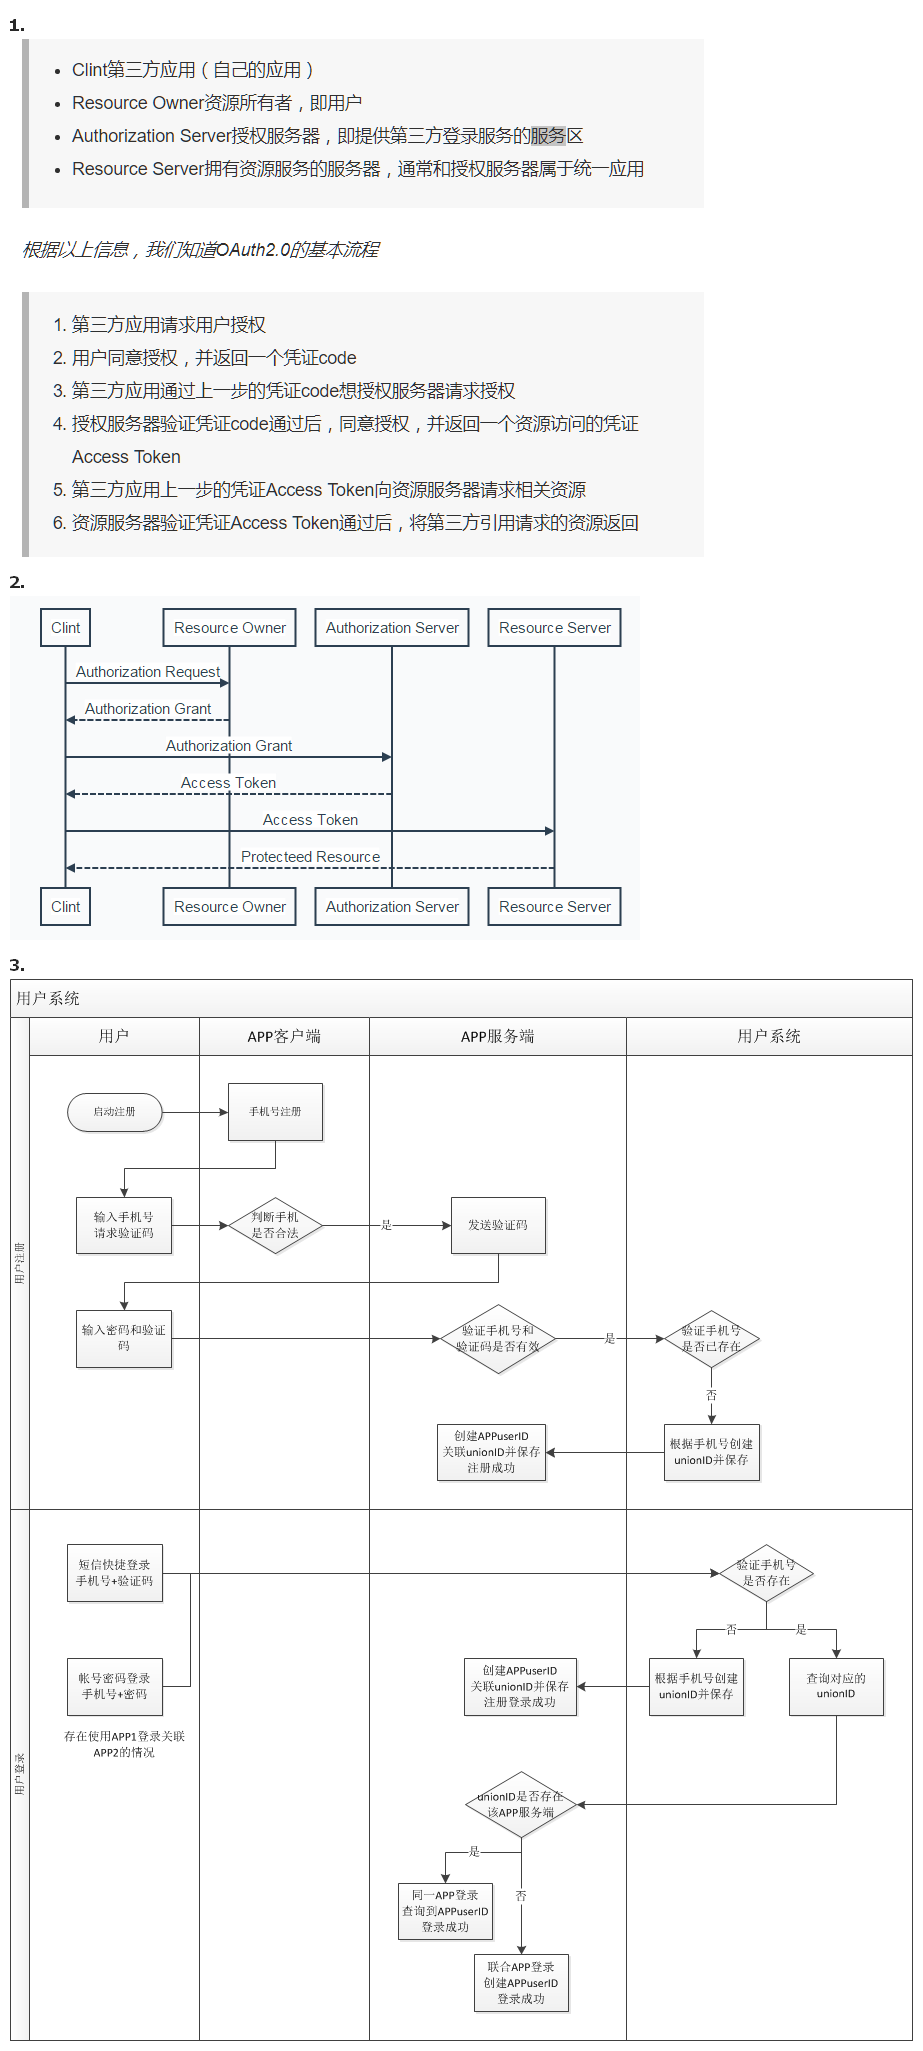 1.
• Clint第三方应用（自己的应用）
• Resource Owner资源所有者，即用户
• Authorization Server授权服务器，即提供第三方登录服务的服务区
• Resource Server拥有资源服务的服务器，通常和授权服务器属于统一应用
根据以上信息，我们知道OAuth2.0的基本流程
1. 第三方应用请求用户授权
2. 用户同意授权，并返回一个凭证code
3. 第三方应用通过上一步的凭证code想授权服务器请求授权
4. 授权服务器验证凭证code通过后，同意授权，并返回一个资源访问的凭证
Access Token
5. 第三方应用上一步的凭证Access Token向资源服务器请求相关资源
6. 资源服务器验证凭证Access Token通过后，将第三方引用请求的资源返回
2.
Clint Resource Owner Authorization Server Resource Server
Authorization Request
Authorization Grant
Authorization Grant
Access Token
Access Token
Protecteed Resource
Clint Resource Owner Authorization Server Resource Server
3.
用户系统
用户 APP客户端 APP服务端 用户系统
用户注册
启动注册
手机号注册
输入手机号
请求验证码
判断手机
是否合法
是
发送验证码
输入密码和验证
码
验证手机号和
验证码是否有效
是
验证手机号
是否已存在
否
根据手机号创建
unionID并保存
创建APPuserID
关联unionID并保存
注册成功
用户登录
短信快捷登录
手机号+验证码
验证手机号
是否存在
否
是
帐号密码登录
手机号+密码
创建APPuserID
关联unionID并保存
注册登录成功
根据手机号创建
unionID并保存
查询对应的
unionID
存在使用APP1登录关联
APP2的情况
unionID是否存在
该APP服务端
是
否
同一APP登录
查询到APPuserID
登录成功
联合APP登录
创建APPuserID
登录成功